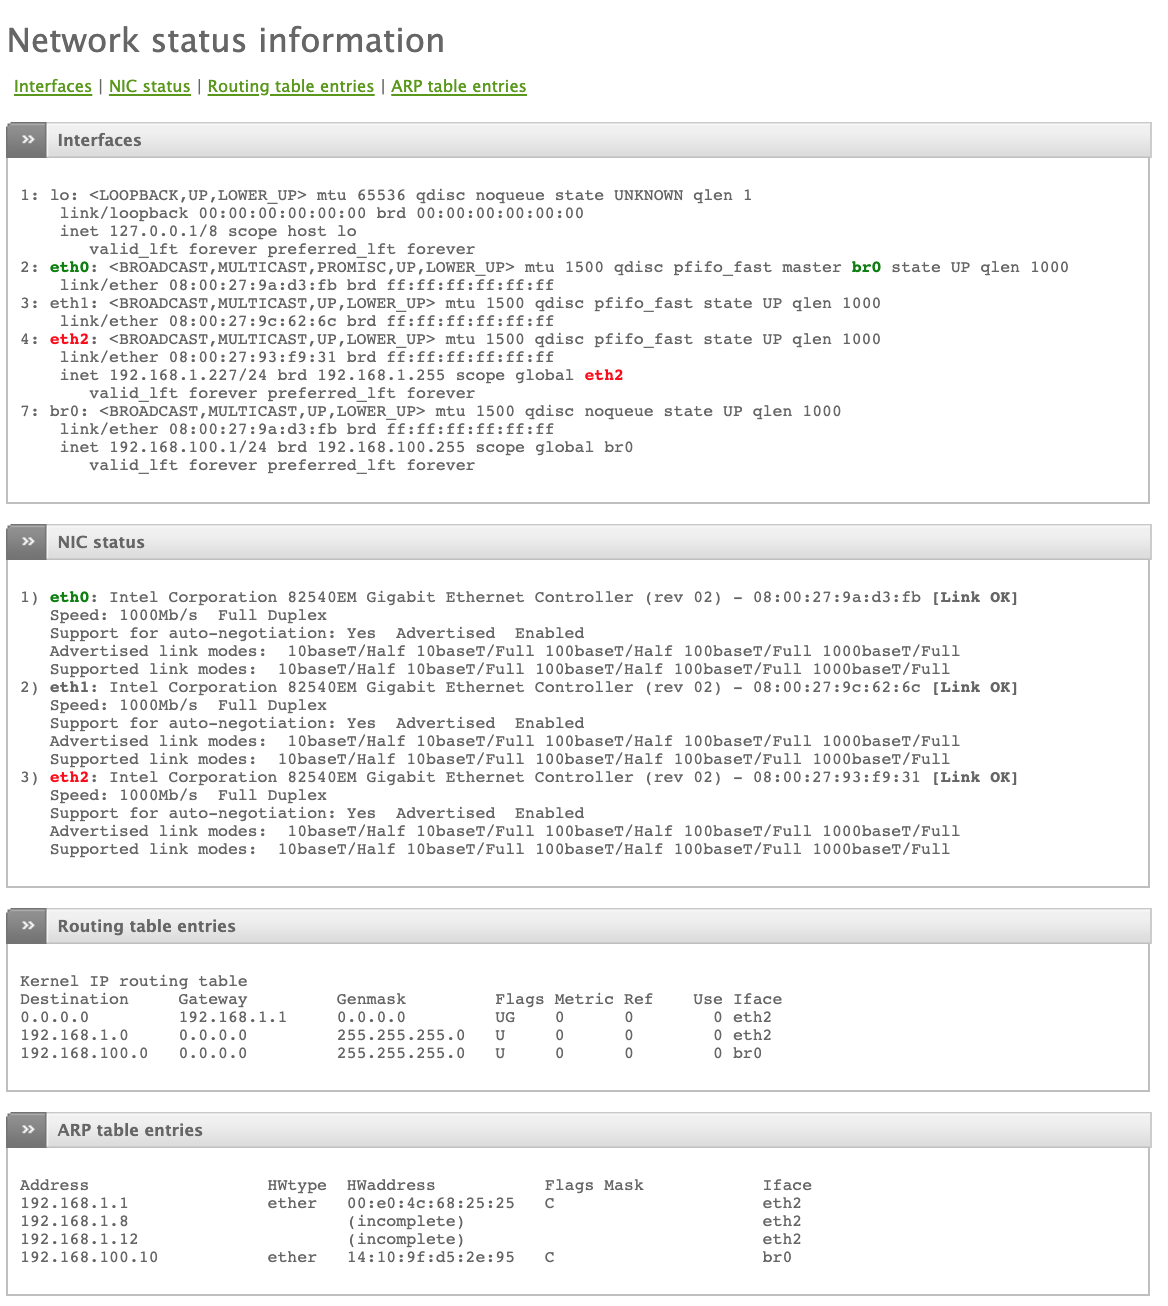 Network status information
Interfaces | NIC status | Routing table entries | ARP table entries
Interfaces
1: lo: <LOOPBACK,UP,LOWER_UP> mtu 65536 qdisc noqueue state UNKNOWN qlen 1
    link/loopback 00:00:00:00:00:00 brd 00:00:00:00:00:00
    inet 127.0.0.1/8 scope host lo
       valid_lft forever preferred_lft forever
2: eth0: <BROADCAST,MULTICAST,PROMISC,UP,LOWER_UP> mtu 1500 qdisc pfifo_fast master br0 state UP qlen 1000
    link/ether 08:00:27:9a:d3:fb brd ff:ff:ff:ff:ff:ff
3: eth1: <BROADCAST,MULTICAST,UP,LOWER_UP> mtu 1500 qdisc pfifo_fast state UP qlen 1000
    link/ether 08:00:27:9c:62:6c brd ff:ff:ff:ff:ff:ff
4: eth2: <BROADCAST,MULTICAST,UP,LOWER_UP> mtu 1500 qdisc pfifo_fast state UP qlen 1000
    link/ether 08:00:27:93:f9:31 brd ff:ff:ff:ff:ff:ff
    inet 192.168.1.227/24 brd 192.168.1.255 scope global eth2
       valid_lft forever preferred_lft forever
7: br0: <BROADCAST,MULTICAST,UP,LOWER_UP> mtu 1500 qdisc noqueue state UP qlen 1000
    link/ether 08:00:27:9a:d3:fb brd ff:ff:ff:ff:ff:ff
    inet 192.168.100.1/24 brd 192.168.100.255 scope global br0
       valid_lft forever preferred_lft forever
NIC status
1) eth0: Intel Corporation 82540EM Gigabit Ethernet Controller (rev 02) - 08:00:27:9a:d3:fb [Link OK]
   Speed: 1000Mb/s  Full Duplex
   Support for auto-negotiation: Yes  Advertised  Enabled
   Advertised link modes:  10baseT/Half 10baseT/Full 100baseT/Half 100baseT/Full 1000baseT/Full
   Supported link modes:  10baseT/Half 10baseT/Full 100baseT/Half 100baseT/Full 1000baseT/Full
2) eth1: Intel Corporation 82540EM Gigabit Ethernet Controller (rev 02) - 08:00:27:9c:62:6c [Link OK]
   Speed: 1000Mb/s  Full Duplex
   Support for auto-negotiation: Yes  Advertised  Enabled
   Advertised link modes:  10baseT/Half 10baseT/Full 100baseT/Half 100baseT/Full 1000baseT/Full
   Supported link modes:  10baseT/Half 10baseT/Full 100baseT/Half 100baseT/Full 1000baseT/Full
3) eth2: Intel Corporation 82540EM Gigabit Ethernet Controller (rev 02) - 08:00:27:93:f9:31 [Link OK]
   Speed: 1000Mb/s  Full Duplex
   Support for auto-negotiation: Yes  Advertised  Enabled
   Advertised link modes:  10baseT/Half 10baseT/Full 100baseT/Half 100baseT/Full 1000baseT/Full
   Supported link modes:  10baseT/Half 10baseT/Full 100baseT/Half 100baseT/Full 1000baseT/Full
Routing table entries
Kernel IP routing table
Destination     Gateway         Genmask         Flags Metric Ref    Use Iface
0.0.0.0         192.168.1.1     0.0.0.0         UG    0      0        0 eth2
192.168.1.0     0.0.0.0         255.255.255.0   U     0      0        0 eth2
192.168.100.0   0.0.0.0         255.255.255.0   U     0      0        0 br0
ARP table entries
Address                  HWtype  HWaddress           Flags Mask            Iface
192.168.1.1              ether   00:e0:4c:68:25:25   C                     eth2
192.168.1.8                      (incomplete)                              eth2
192.168.1.12                     (incomplete)                              eth2
192.168.100.10           ether   14:10:9f:d5:2e:95   C                     br0